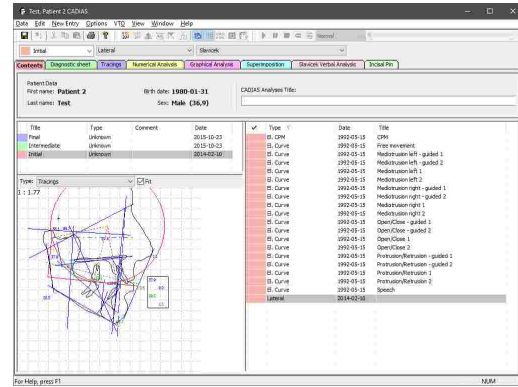 Test, Patient 2 CADIAS
Data Edit New Entry Options VTO View Window Help
Normal
Initial Lateral Slavicek
Contents Diagnostic sheet Tracings Numerical Analysis Graphical Analysis Superimposition Slavicek Verbal Analysis Incisal Pin
Patient Data
First name: Patient 2 Birth date: 1980-01-31 CADIAS Analyses Title:
Last name: Test Sex: Male (36,9)
Title Type Comment Date
Final Unknown 2015-10-23
Intermediate Unknown 2015-10-23
Initial Unknown 2014-02-10
Type: Tracings Fit
1 : 1.77
Type Date Title
El. CPM 1992-05-15 CPM
El. Curve 1992-05-15 Free movement
El. Curve 1992-05-15 Mediotrusion left - guided 1
El. Curve 1992-05-15 Mediotrusion left - guided 2
El. Curve 1992-05-15 Mediotrusion left 1
El. Curve 1992-05-15 Mediotrusion left 2
El. Curve 1992-05-15 Mediotrusion right - guided 1
El. Curve 1992-05-15 Mediotrusion right - guided 2
El. Curve 1992-05-15 Mediotrusion right 1
El. Curve 1992-05-15 Mediotrusion right 2
El. Curve 1992-05-15 Open/Close - guided 1
El. Curve 1992-05-15 Open/Close - guided 2
El. Curve 1992-05-15 Open/Close 1
El. Curve 1992-05-15 Open/Close 2
El. Curve 1992-05-15 Protrusion/Retrusion - guided 1
El. Curve 1992-05-15 Protrusion/Retrusion - guided 2
El. Curve 1992-05-15 Protrusion/Retrusion 1
El. Curve 1992-05-15 Protrusion/Retrusion 2
El. Curve 1992-05-15 Speech
Lateral 2014-02-10
For Help, press F1 NUM